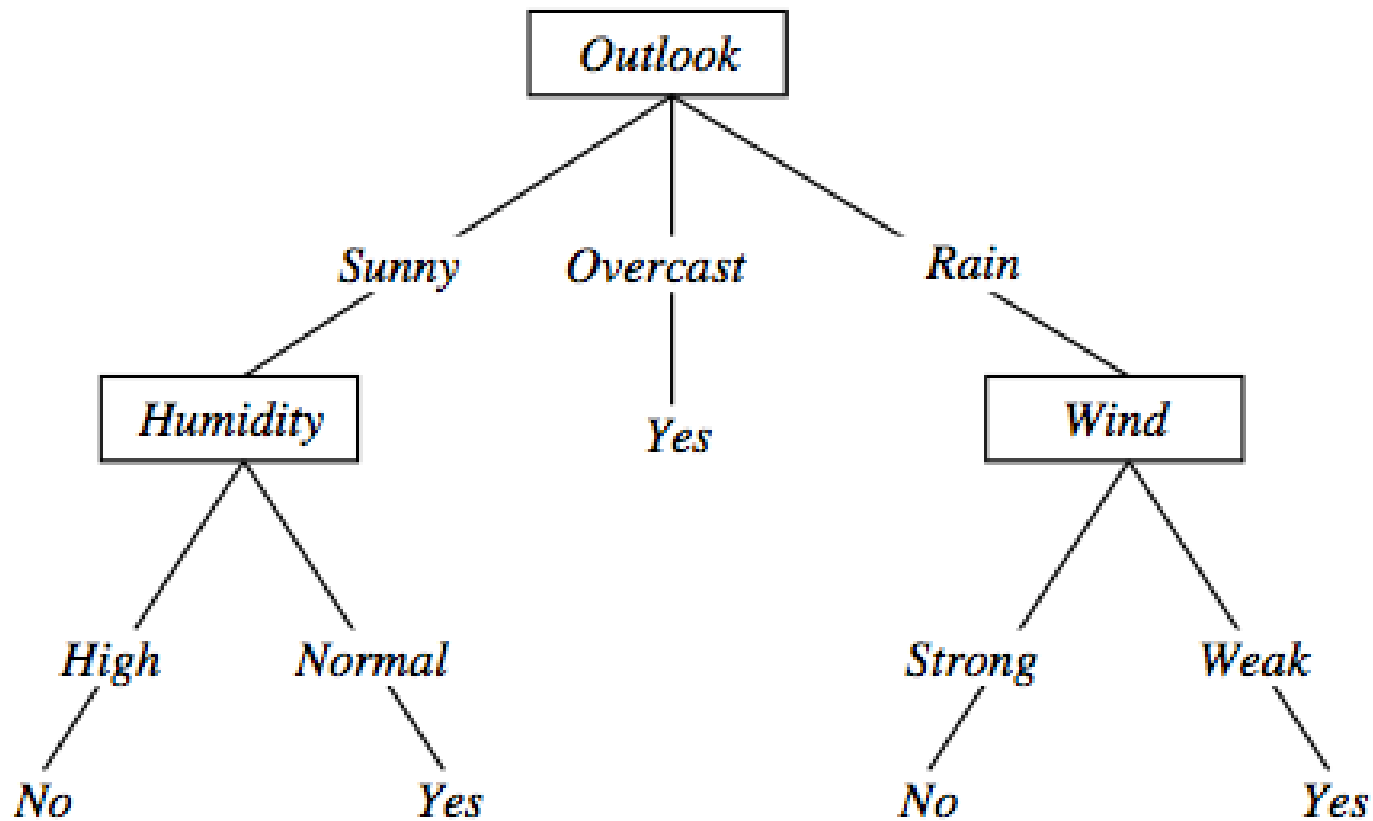 Outlook
Sunny Overcast Rain
Humidity Yes Wind
High Normal Strong Weak
No Yes No Yes